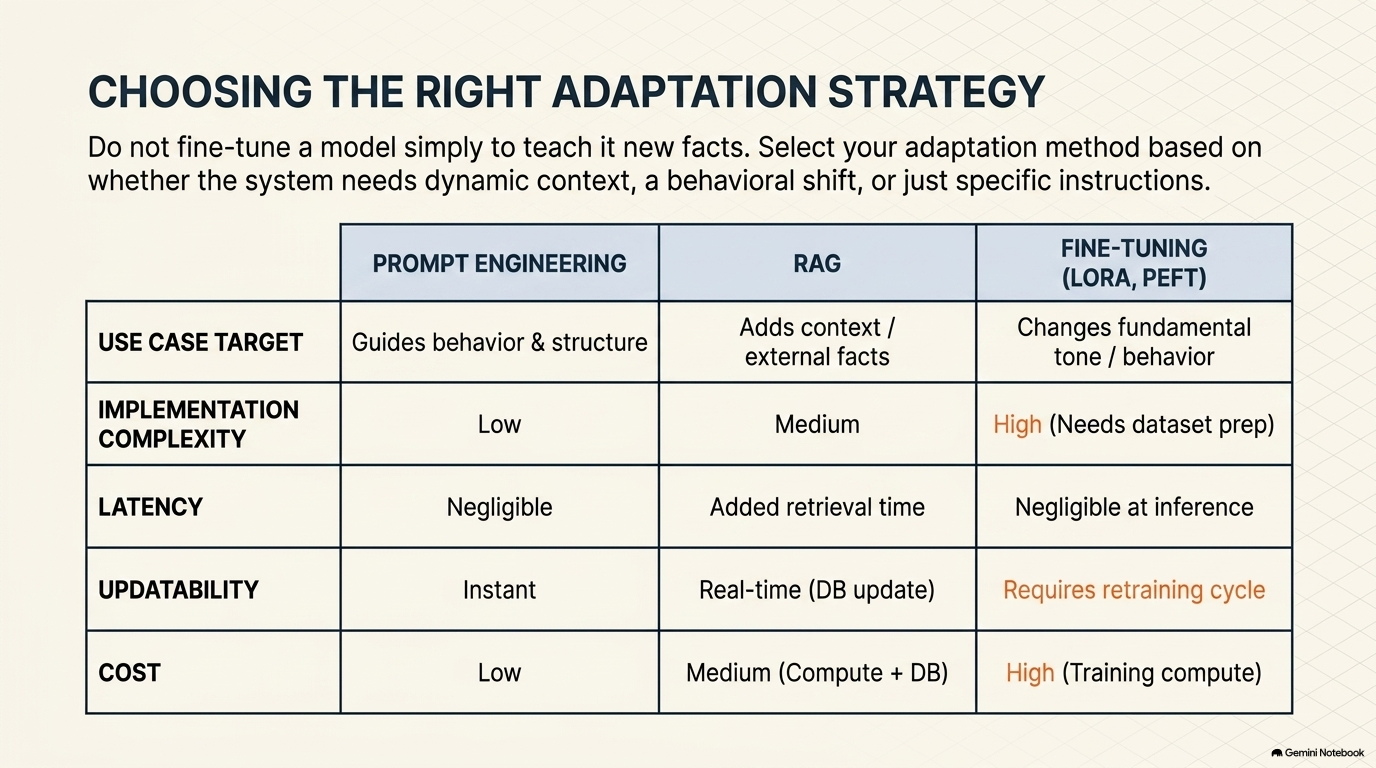 CHOOSING THE RIGHT ADAPTATION STRATEGY
Do not fine-tune a model simply to teach it new facts. Select your adaptation method based on
whether the system needs dynamic context, a behavioral shift, or just specific instructions.
PROMPT ENGINEERING
RAG
FINE-TUNING
(LORA, PEFT)
USE CASE TARGET
Guides behavior & structure
Adds context /
external facts
Changes fundamental
tone / behavior
IMPLEMENTATION
COMPLEXITY
Low
Medium
High (Needs dataset prep)
LATENCY
Negligible
Added retrieval time
Negligible at inference
UPDATABILITY
Instant
Real-time (DB update)
Requires retraining cycle
COST
Low
Medium (Compute + DB)
High (Training compute)
Gemini Notebook